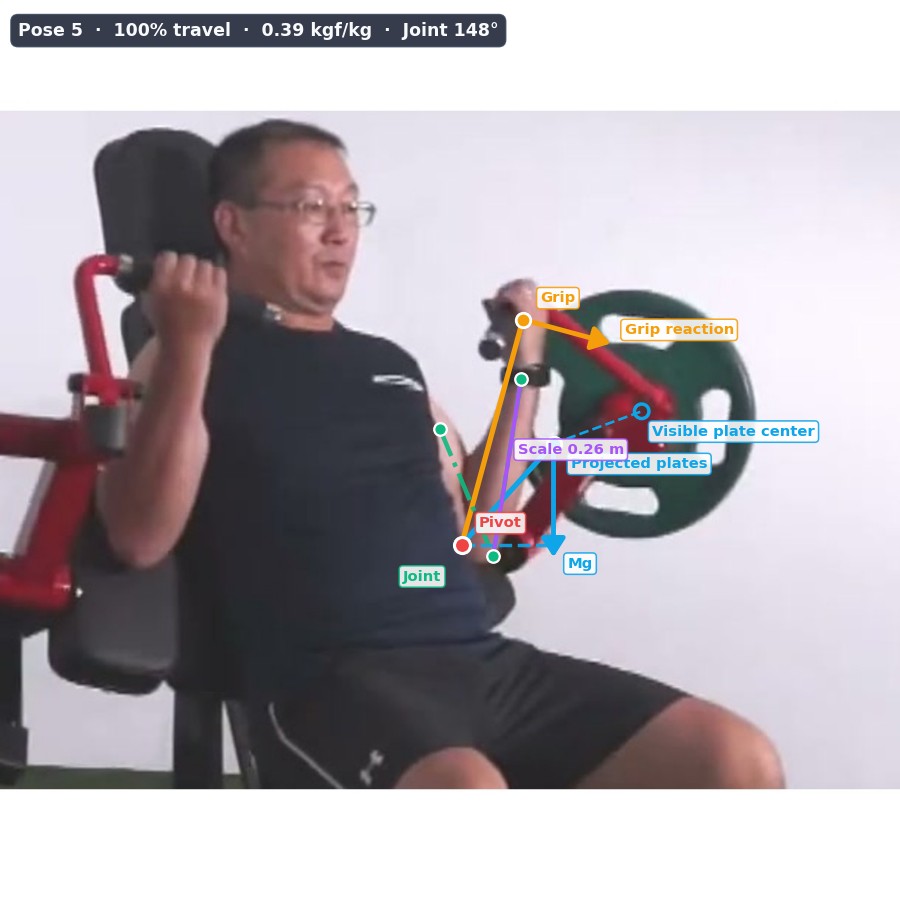 Pose 5 · 100% travel · 0.39 kgf/kg · Joint 148°
Grip
Grip reaction
Visible plate center
Scale 0.26 m
Projected plates
Pivot
Mg
Joint